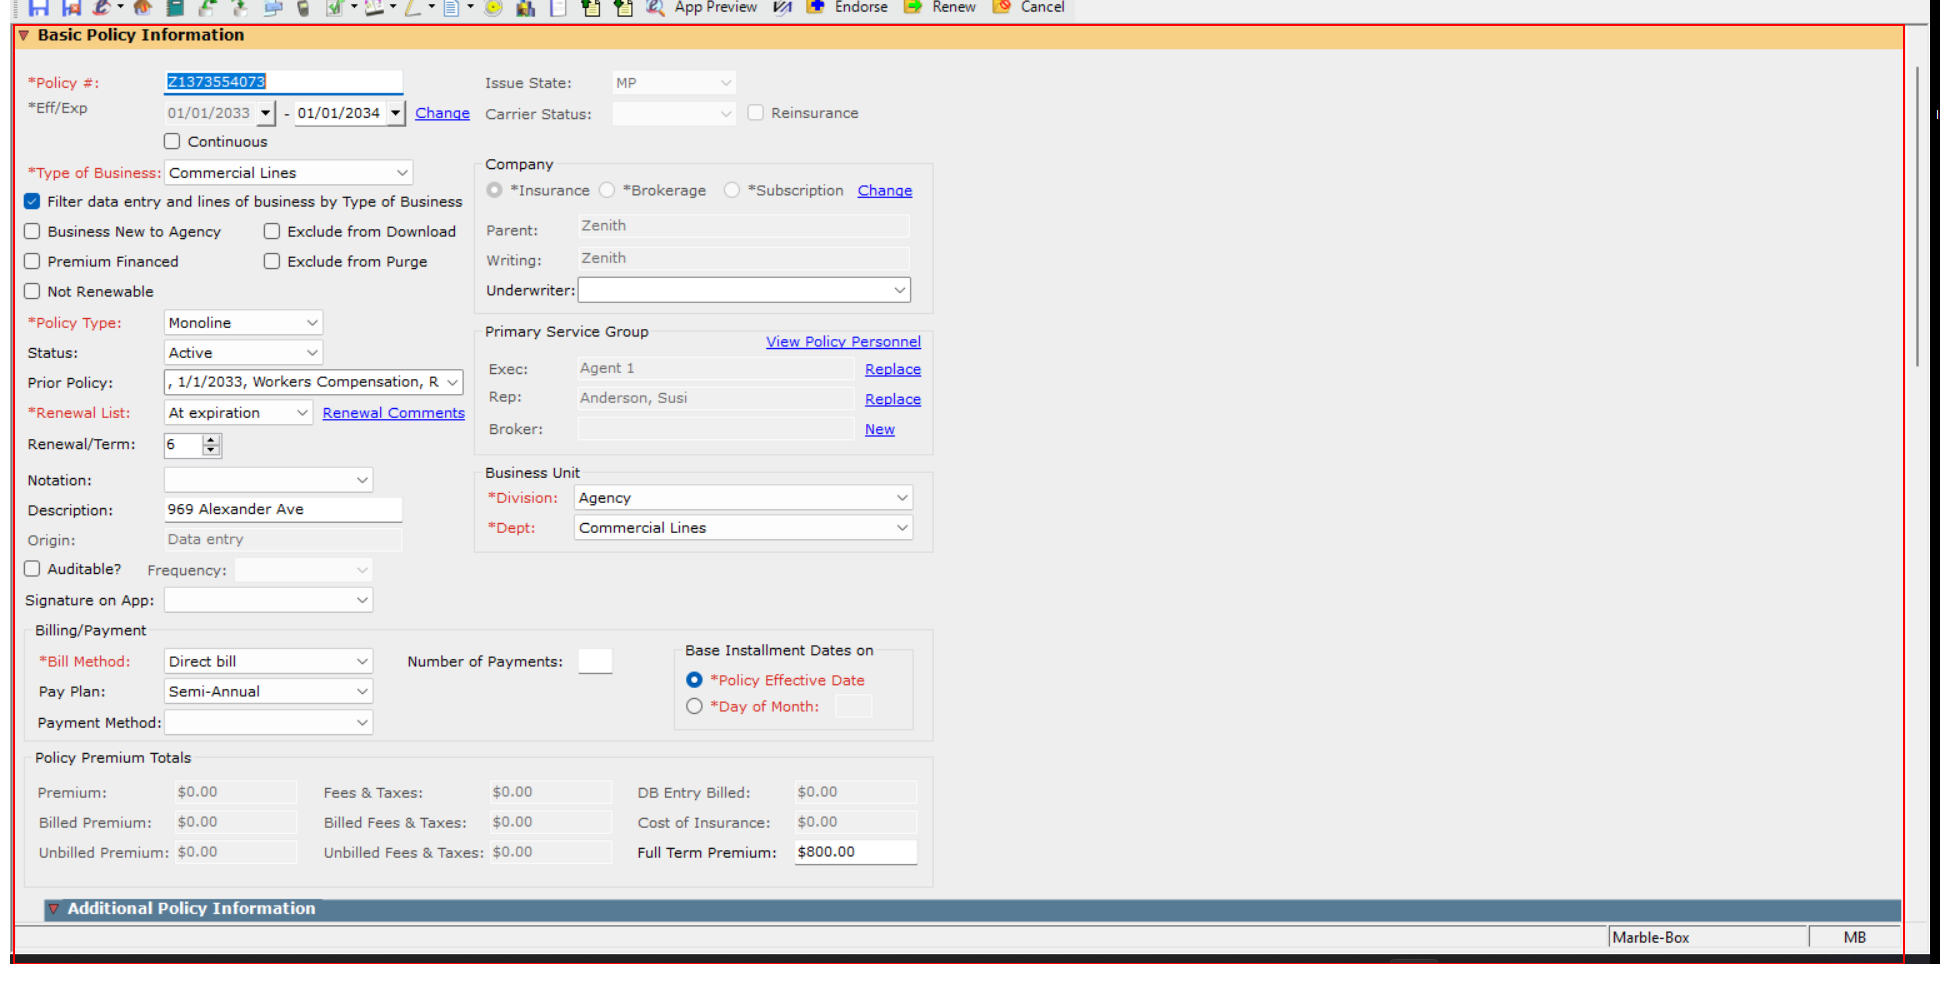 App Preview Endorse Renew Cancel
Basic Policy Information
*Policy #: Z1373554073 Issue State: MP
*Eff/Exp 01/01/2033 - 01/01/2034 Change Carrier Status: Reinsurance
Continuous
*Type of Business: Commercial Lines
Company
*Insurance *Brokerage *Subscription Change
Filter data entry and lines of business by Type of Business
Business New to Agency Exclude from Download
Parent: Zenith
Premium Financed Exclude from Purge
Writing: Zenith
Not Renewable
Underwriter:
*Policy Type: Monoline
Primary Service Group
View Policy Personnel
Status: Active
Exec: Agent 1 Replace
Prior Policy: , 1/1/2033, Workers Compensation, R
Rep: Anderson, Susi Replace
*Renewal List: At expiration Renewal Comments
Broker: New
Renewal/Term: 6
Business Unit
Notation:
*Division: Agency
Description: 969 Alexander Ave
*Dept: Commercial Lines
Origin: Data entry
Auditable? Frequency:
Signature on App:
Billing/Payment
*Bill Method: Direct bill Number of Payments:
Base Installment Dates on
*Policy Effective Date
Pay Plan: Semi-Annual
*Day of Month:
Payment Method:
Policy Premium Totals
Premium: $0.00 Fees & Taxes: $0.00 DB Entry Billed: $0.00
Billed Premium: $0.00 Billed Fees & Taxes: $0.00 Cost of Insurance: $0.00
Unbilled Premium: $0.00 Unbilled Fees & Taxes: $0.00 Full Term Premium: $800.00
Additional Policy Information
Marble-Box MB